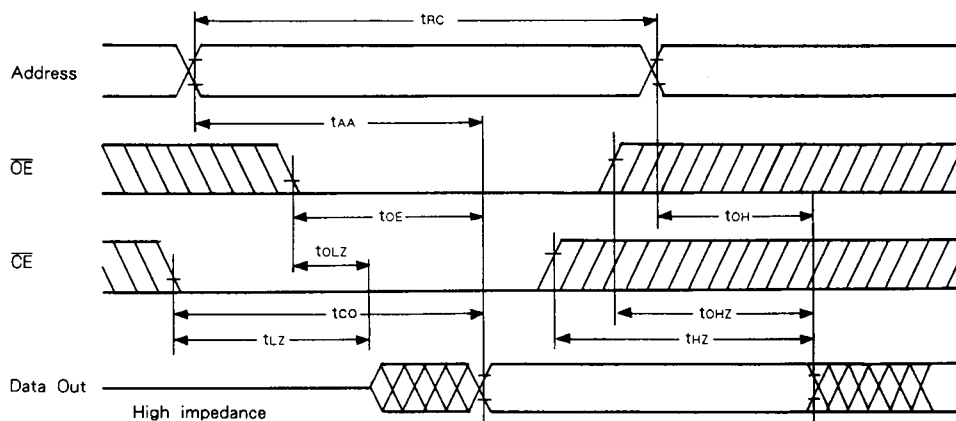 tRC
Address
tAA
OE
tOE
tOH
tOLZ
CE
tCO
tOHZ
tLZ
tHZ
Data Out
High impedance